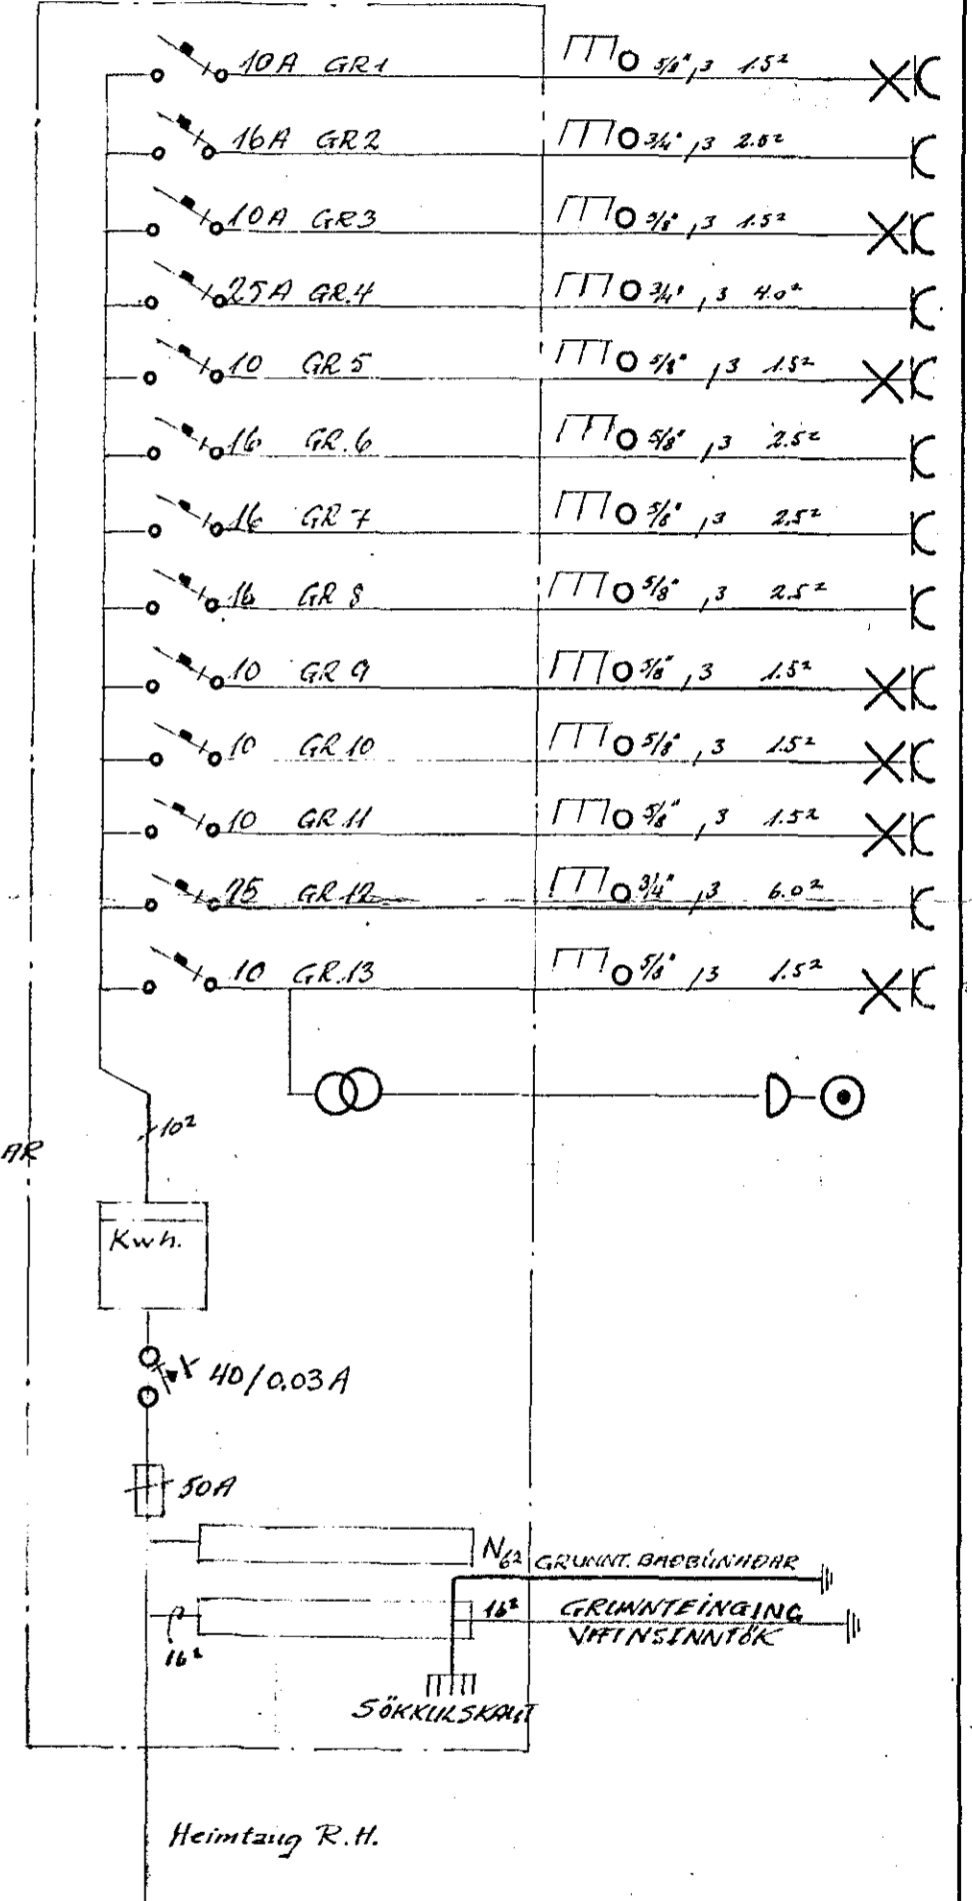 10A GR1 5/8" ,3 1.5²
16A GR2 3/4" ,3 2.5²
10A GR3 5/8" ,3 1.5²
25A GR.4 3/4" ,3 4.0²
10 GR 5 5/8" ,3 1.5²
16 GR.6 5/8" ,3 2.5²
16 GR 7 5/8" ,3 2.5²
16 GR 8 5/8" ,3 2.5²
10 GR 9 5/8" ,3 1.5²
10 GR 10 5/8" ,3 1.5²
10 GR.11 5/8" ,3 1.5²
25 GR.12 3/4" ,3 6.0²
10 GR.13 5/8" ,3 1.5²
10²
AR
Kwh.
40/0.03A
50A
N
6² GRUNNT. BAÐBÚNAÐAR
16² GRUNNTEINGING
VATNSINNTÖK
16²
SÖKKULSKAUT
Heimtaug R.H.